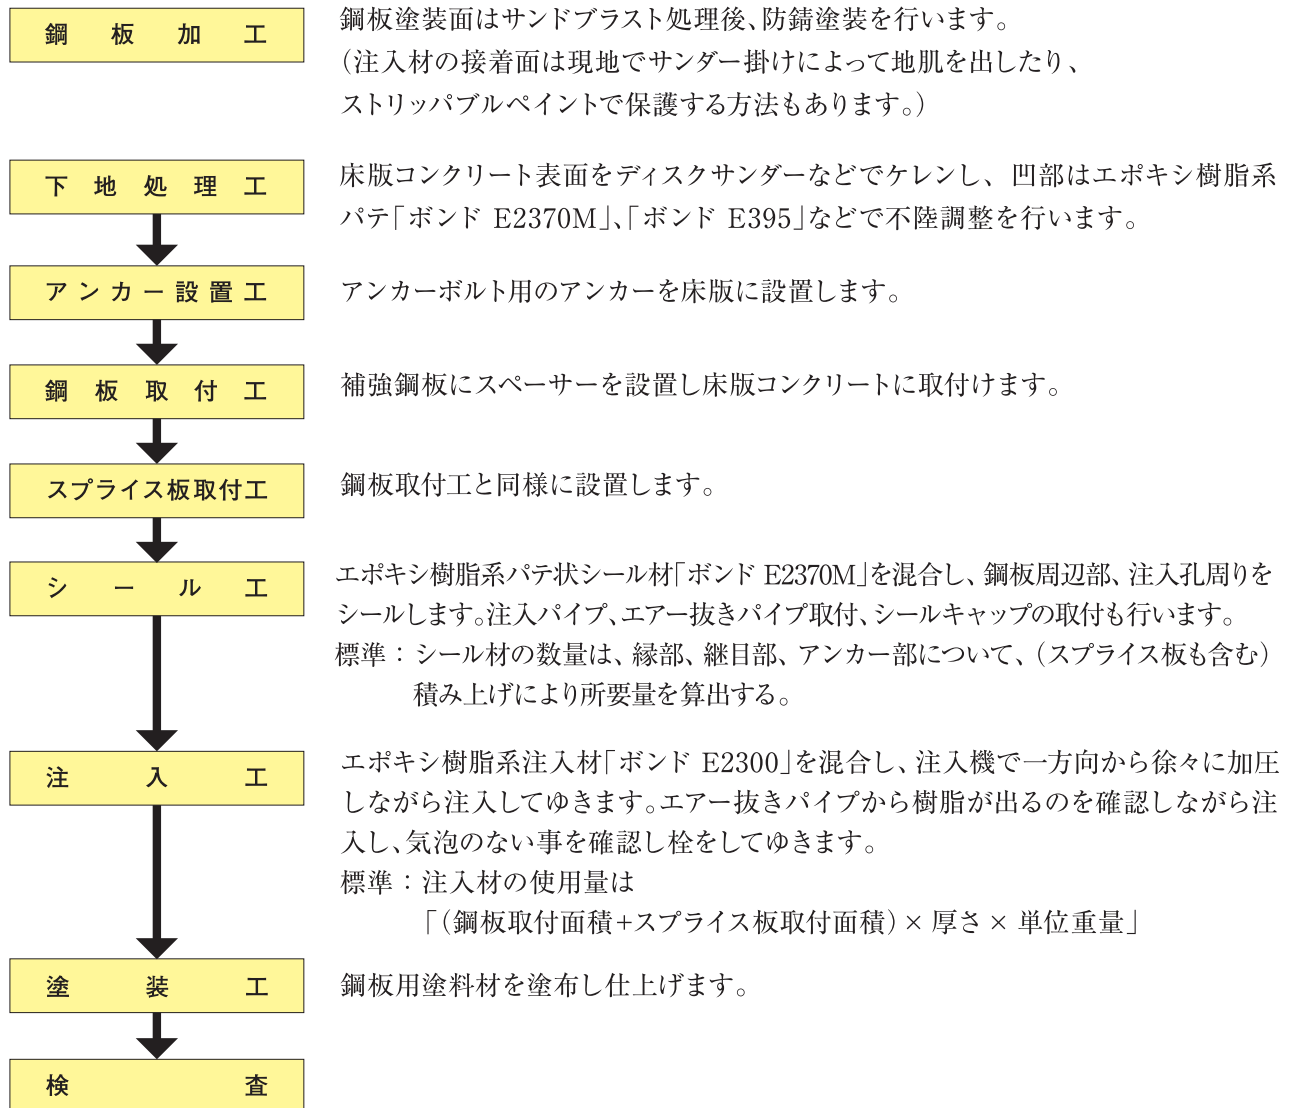 鋼板加工
鋼板塗装面はサンドブラスト処理後、防錆塗装を行います。
（注入材の接着面は現地でサンダー掛けによって地肌を出したり、
ストリッパブルペイントで保護する方法もあります。）
下地処理工
床版コンクリート表面をディスクサンダーなどでケレンし、凹部はエポキシ樹脂系
パテ「ボンド E2370M」、「ボンド E395」などで不陸調整を行います。
アンカー設置工
アンカーボルト用のアンカーを床版に設置します。
鋼板取付工
補強鋼板にスペーサーを設置し床版コンクリートに取付けます。
スプライス板取付工
鋼板取付工と同様に設置します。
シール工
エポキシ樹脂系パテ状シール材「ボンド E2370M」を混合し、鋼板周辺部、注入孔周りを
シールします。注入パイプ、エアー抜きパイプ取付、シールキャップの取付も行います。
標準：シール材の数量は、縁部、継目部、アンカー部について、（スプライス板も含む）
積み上げにより所要量を算出する。
注入工
エポキシ樹脂系注入材「ボンド E2300」を混合し、注入機で一方向から徐々に加圧
しながら注入してゆきます。エアー抜きパイプから樹脂が出るのを確認しながら注
入し、気泡のない事を確認し栓をしてゆきます。
標準：注入材の使用量は
「（鋼板取付面積+スプライス板取付面積）× 厚さ × 単位重量」
塗装工
鋼板用塗料材を塗布し仕上げます。
検査